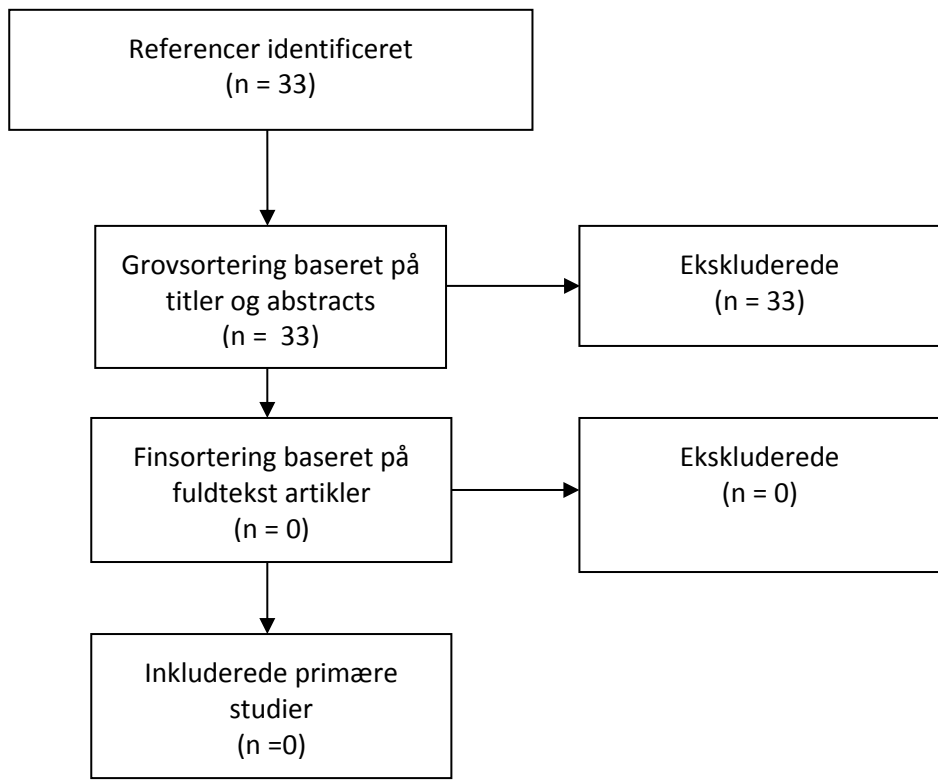 Referencer identificeret
(n = 33)
Grovsortering baseret på
titler og abstracts
(n =  33)
Ekskluderede
(n = 33)
Finsortering baseret på
fuldtekst artikler
(n = 0)
Ekskluderede
(n = 0)
Inkluderede primære
studier
(n =0)